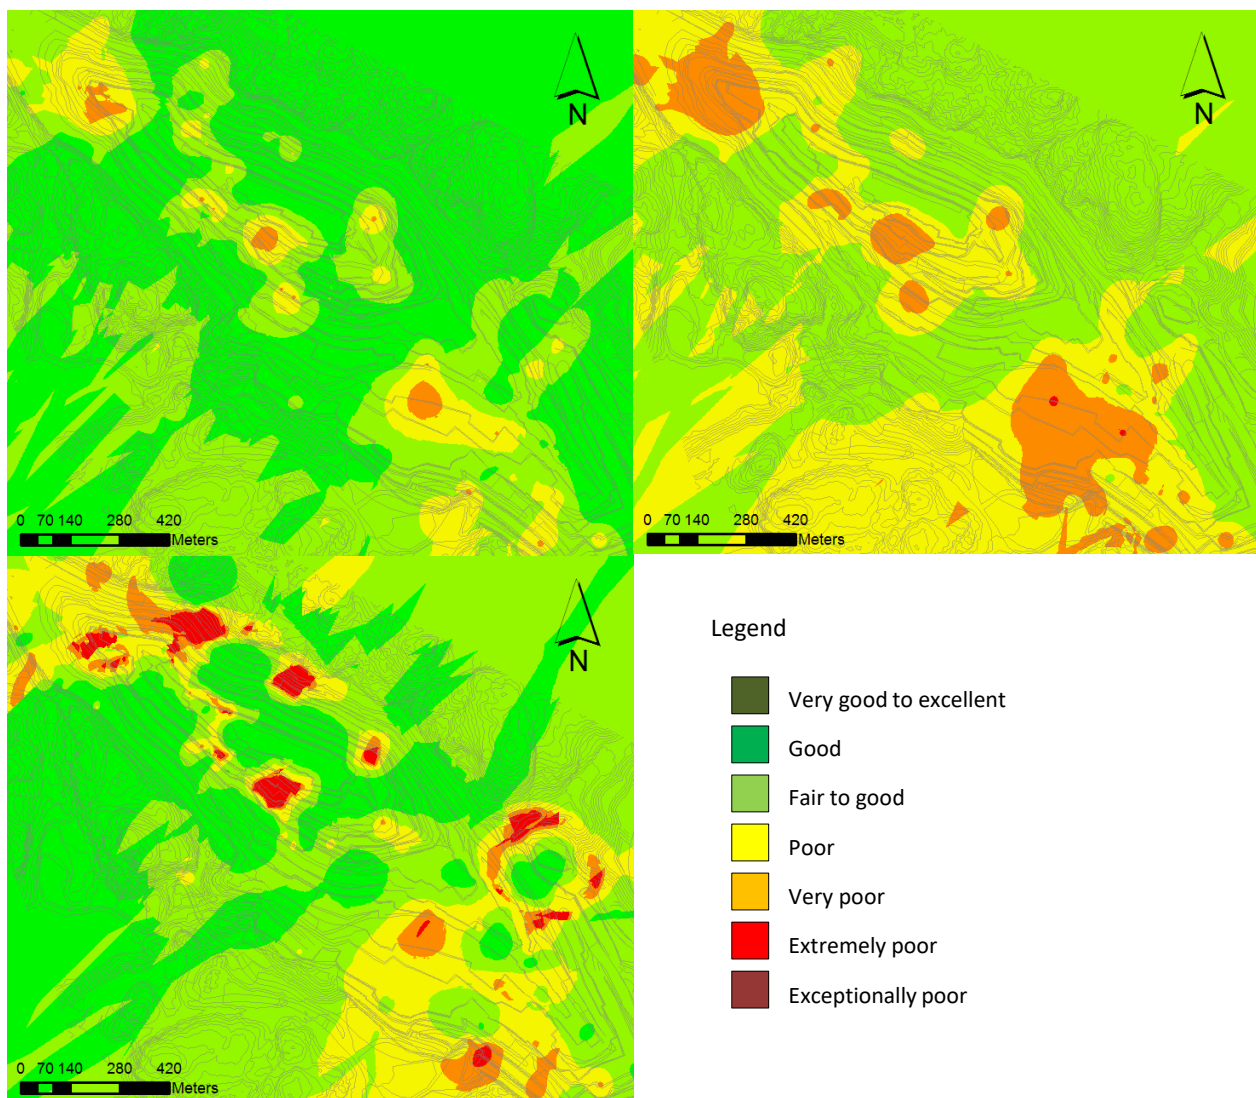 N
N
0 70 140 280 420
Meters
0 70 140 280 420
Meters
N
0 70 140 280 420
Meters
Legend
Very good to excellent
Good
Fair to good
Poor
Very poor
Extremely poor
Exceptionally poor